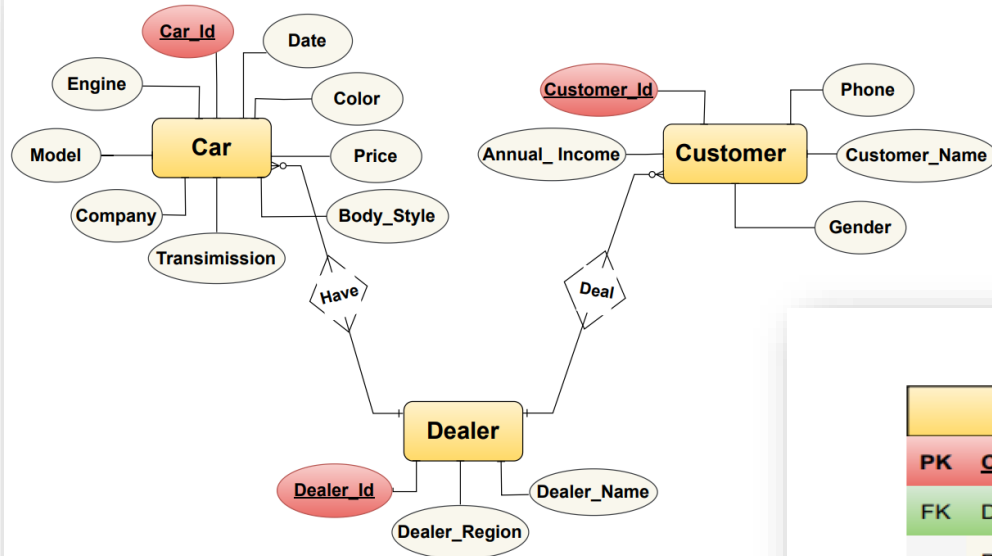 Car_Id
Date
Engine
Color
Customer_Id
Phone
Car
Customer
Model
Price
Annual_ Income
Customer_Name
Company
Body_Style
Gender
Transimission
Have
Deal
Dealer
Dealer_Id
Dealer_Name
Dealer_Region
PK
FK